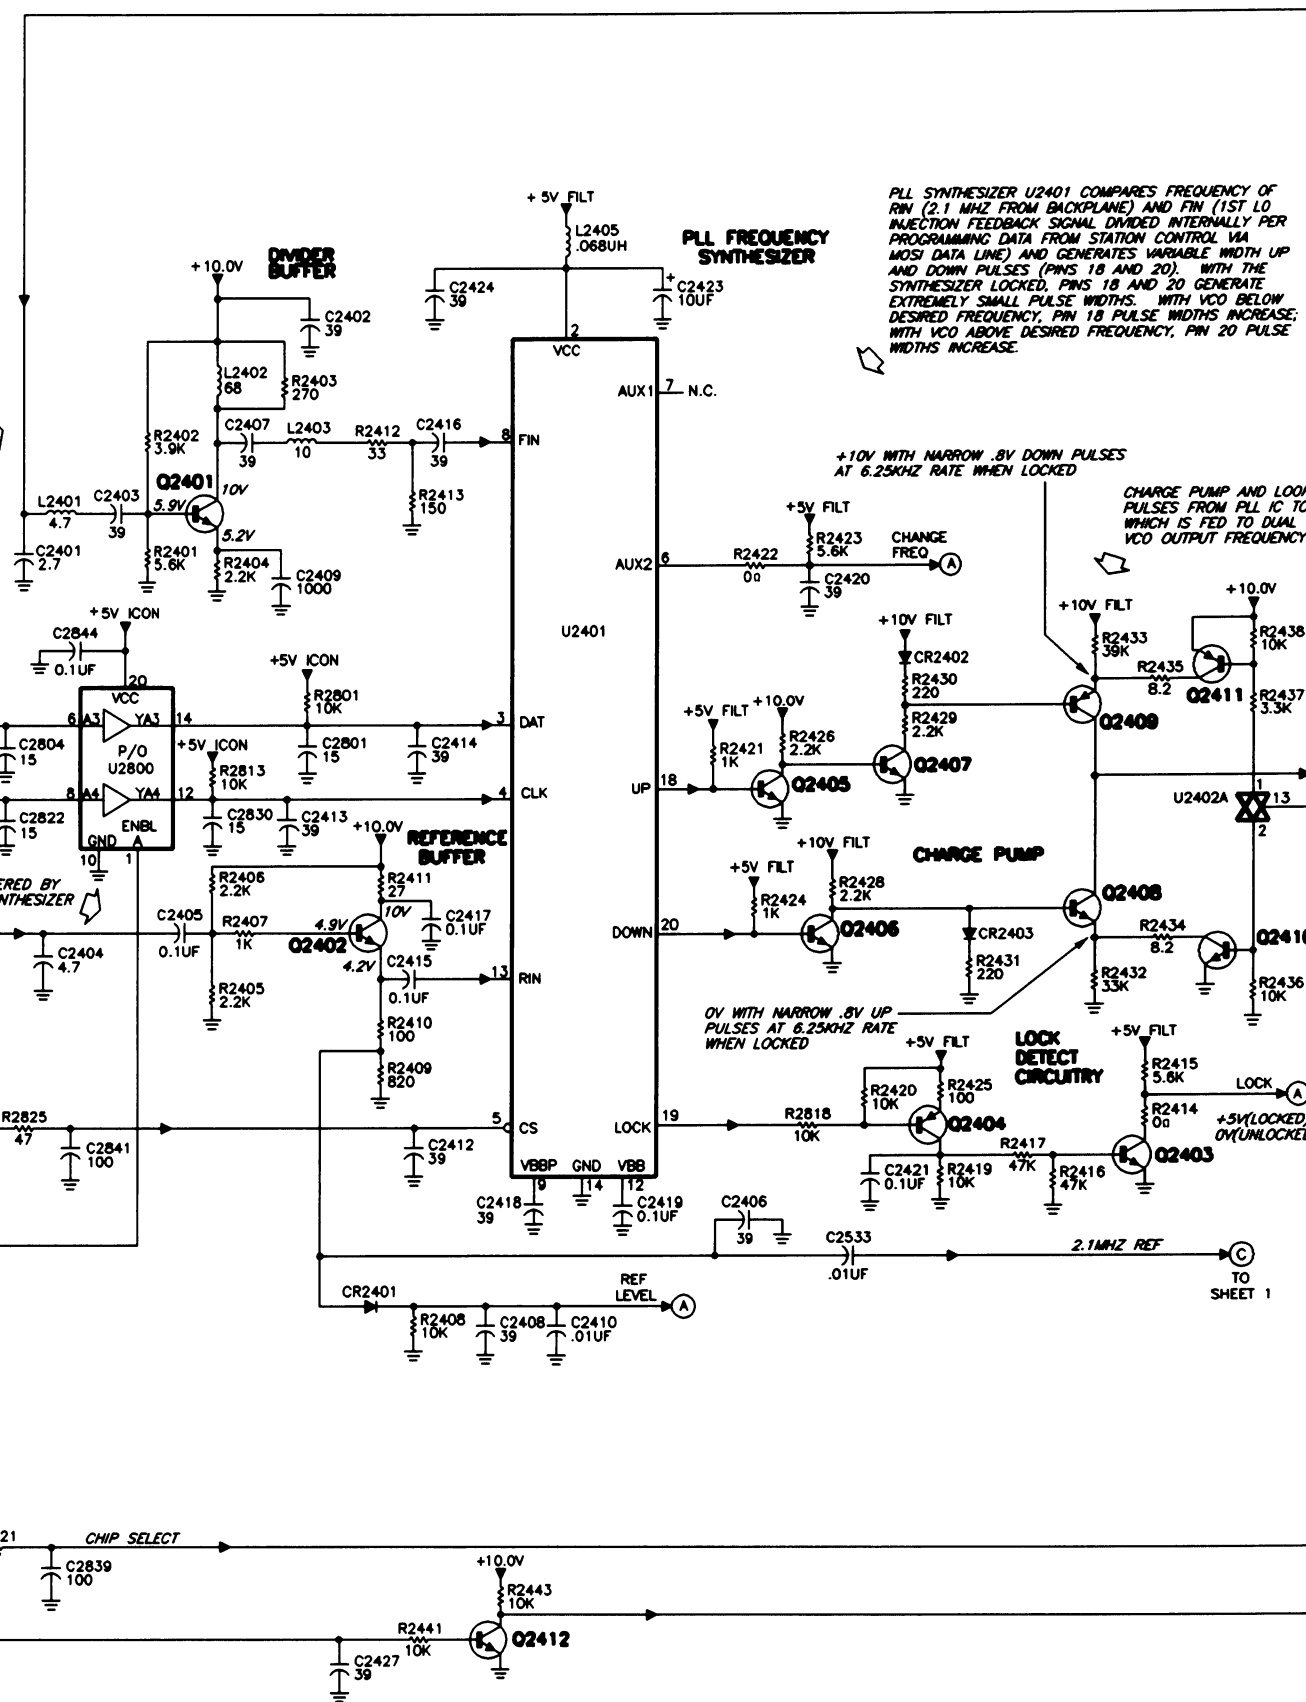 PLL SYNTHESIZER U2401 COMPARES FREQUENCY OF
RIN (2.1 MHZ FROM BACKPLANE) AND FIN (1ST LO
INJECTION FEEDBACK SIGNAL DIVIDED INTERNALLY PER
PROGRAMMING DATA FROM STATION CONTROL VIA
MOSI DATA LINE) AND GENERATES VARIABLE WIDTH UP
AND DOWN PULSES (PINS 18 AND 20). WITH THE
SYNTHESIZER LOCKED, PINS 18 AND 20 GENERATE
EXTREMELY SMALL PULSE WIDTHS. WITH VCO BELOW
DESIRED FREQUENCY, PIN 18 PULSE WIDTHS INCREASE;
WITH VCO ABOVE DESIRED FREQUENCY, PIN 20 PULSE
WIDTHS INCREASE.
+ 5V FILT
L2405
.068UH
PLL FREQUENCY
SYNTHESIZER
C2424
39
+
C2423
10UF
DIVIDER
BUFFER
+10.0V
C2402
39
L2402
68
R2403
270
R2402
3.9K
C2407
39
L2403
10
R2412
33
C2416
39
R2413
150
Q2401
10V
5.9V
5.2V
L2401
4.7
C2403
39
C2401
2.7
R2401
5.6K
R2404
2.2K
C2409
1000
2
VCC
AUX1
7
N.C.
8
FIN
AUX2
6
U2401
3
DAT
4
CLK
UP
18
DOWN
20
13
RIN
5
CS
LOCK
19
VBBP
GND
VBB
9
14
12
+10V WITH NARROW .8V DOWN PULSES
AT 6.25KHZ RATE WHEN LOCKED
CHARGE PUMP AND LOOP
PULSES FROM PLL IC TO
WHICH IS FED TO DUAL
VCO OUTPUT FREQUENCY
+5V FILT
R2423
5.6K
R2422
0Ω
C2420
39
CHANGE
FREQ
A
+5V ICON
C2844
0.1UF
20
VCC
6
A3
YA3
14
P/O
U2800
8
A4
YA4
12
ENBL
GND
A
10
1
C2804
15
C2822
15
+5V ICON
R2801
10K
C2801
15
C2414
39
+5V ICON
R2813
10K
C2830
15
C2413
39
+10V FILT
CR2402
R2430
220
R2429
2.2K
+5V FILT
R2421
1K
+10.0V
R2426
2.2K
Q2405
Q2407
+10V FILT
R2433
39K
R2435
8.2
Q2411
+10.0V
R2438
10K
R2437
3.3K
Q2409
U2402A
1
13
2
CHARGE PUMP
+10V FILT
R2428
2.2K
+5V FILT
R2424
1K
Q2406
CR2403
R2431
220
Q2408
R2434
8.2
R2432
33K
R2436
10K
+10.0V
REFERENCE
BUFFER
R2411
27
10V
C2417
0.1UF
R2406
2.2K
C2405
0.1UF
R2407
1K
4.9V
Q2402
4.2V
C2415
0.1UF
R2405
2.2K
C2404
4.7
R2410
100
R2409
820
0V WITH NARROW .8V UP
PULSES AT 6.25KHZ RATE
WHEN LOCKED
LOCK
DETECT
CIRCUITRY
+5V FILT
R2420
10K
R2425
100
R2818
10K
Q2404
C2421
0.1UF
R2419
10K
R2417
47K
R2416
47K
+5V FILT
R2415
5.6K
R2414
0Ω
Q2403
LOCK
A
+5V(LOCKED)
R2825
47
C2841
100
C2412
39
C2418
39
C2419
0.1UF
C2406
39
C2533
.01UF
2.1MHZ REF
C
TO
SHEET 1
CR2401
R2408
10K
C2408
39
C2410
.01UF
REF
LEVEL
A
21
CHIP SELECT
C2839
100
+10.0V
R2443
10K
R2441
10K
Q2412
C2427
39